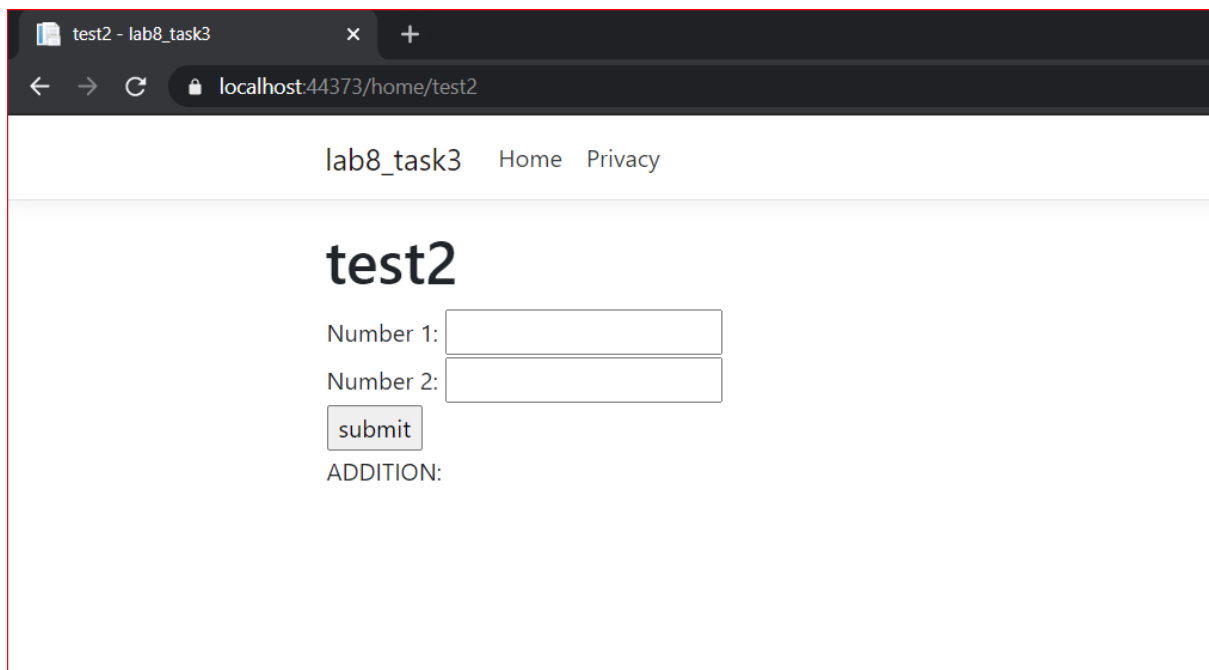 test2 - lab8_task3
localhost:44373/home/test2
lab8_task3 Home Privacy
test2
Number 1:
Number 2:
submit
ADDITION: